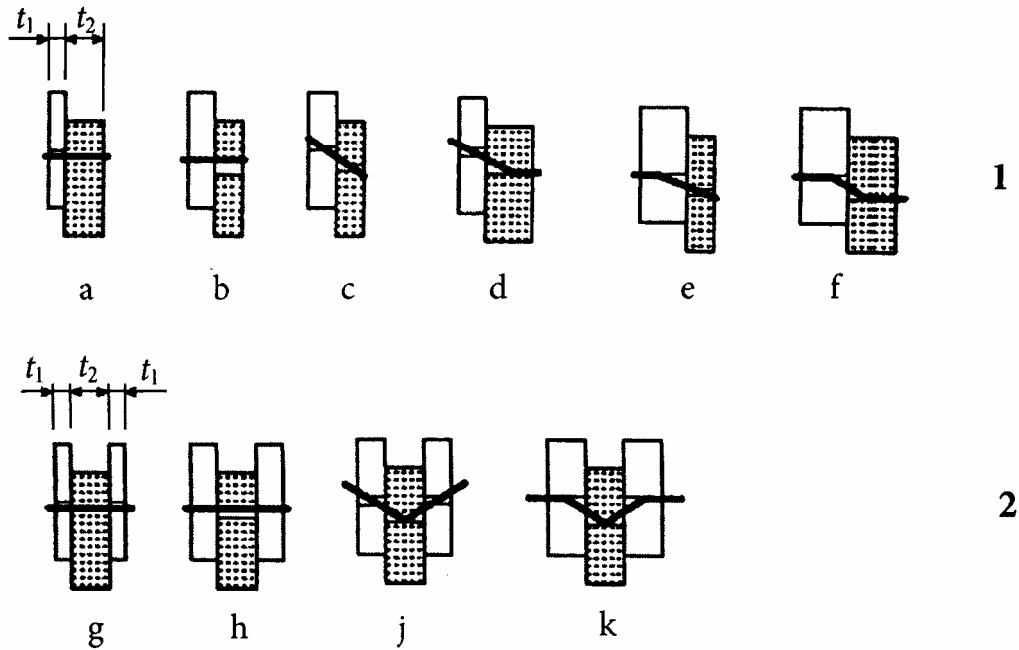 t₁ t₂
1
a b c d e f
t₁ t₂ t₁
2
g h j k